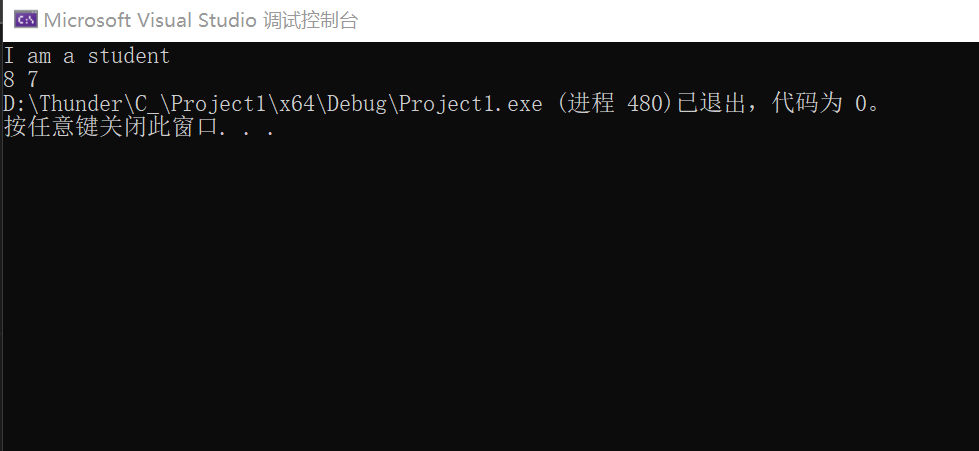 Microsoft Visual Studio 调试控制台
I am a student
8 7
D:\Thunder\C_\Project1\x64\Debug\Project1.exe (进程 480)已退出，代码为 0。
按任意键关闭此窗口. . .